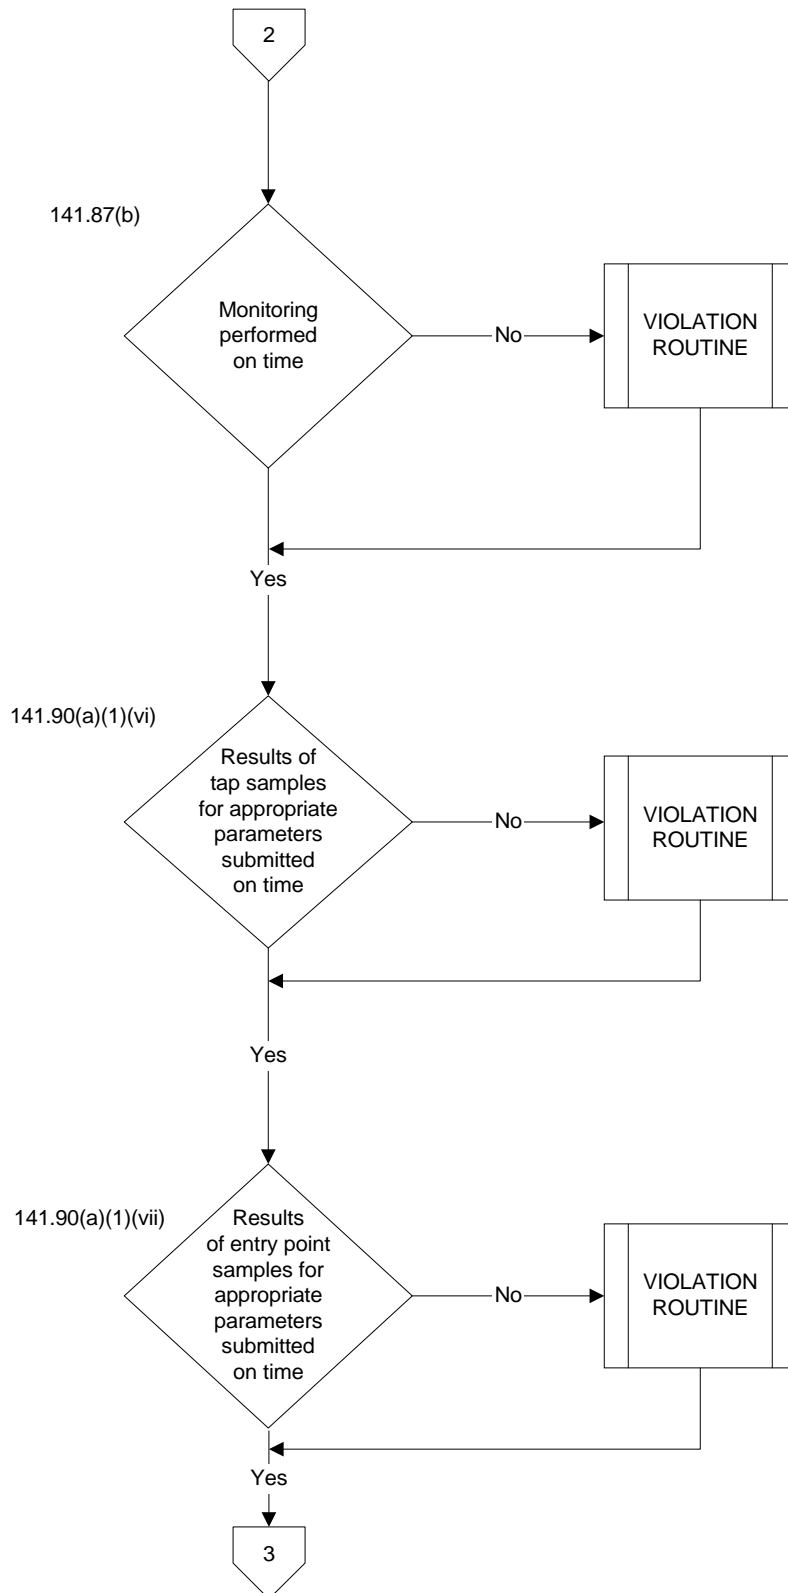 2
141.87(b)
Monitoring
performed
on time
No
VIOLATION
ROUTINE
Yes
141.90(a)(1)(vi)
Results of
tap samples
for appropriate
parameters
submitted
on time
No
VIOLATION
ROUTINE
Yes
141.90(a)(1)(vii)
Results
of entry point
samples for
appropriate
parameters
submitted
on time
No
VIOLATION
ROUTINE
Yes
3